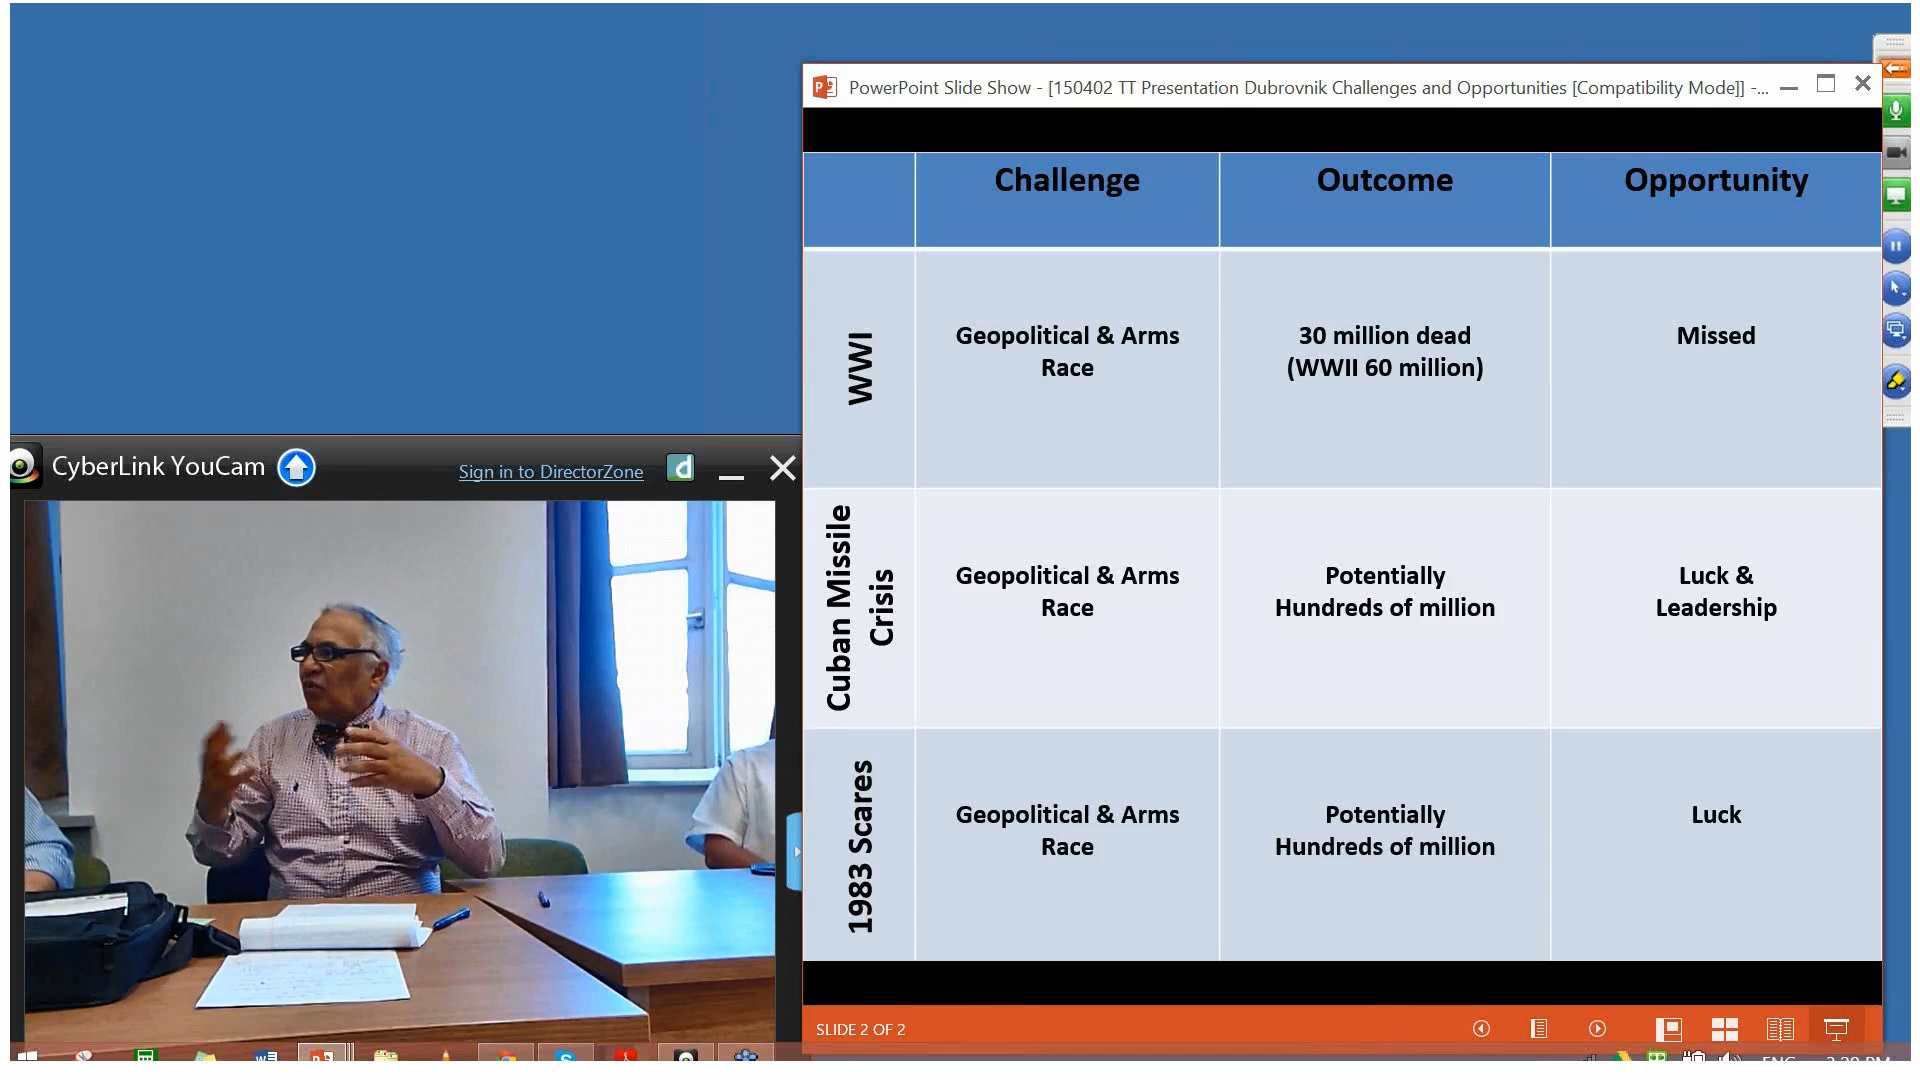 PowerPoint Slide Show - [150402 TT Presentation Dubrovnik Challenges and Opportunities [Compatibility Mode]] -...
Challenge
Outcome
Opportunity
WWI
Geopolitical & Arms
Race
30 million dead
(WWII 60 million)
Missed
Cuban Missile
Crisis
Geopolitical & Arms
Race
Potentially
Hundreds of million
Luck &
Leadership
1983 Scares
Geopolitical & Arms
Race
Potentially
Hundreds of million
Luck
SLIDE 2 OF 2
CyberLink YouCam
Sign in to DirectorZone